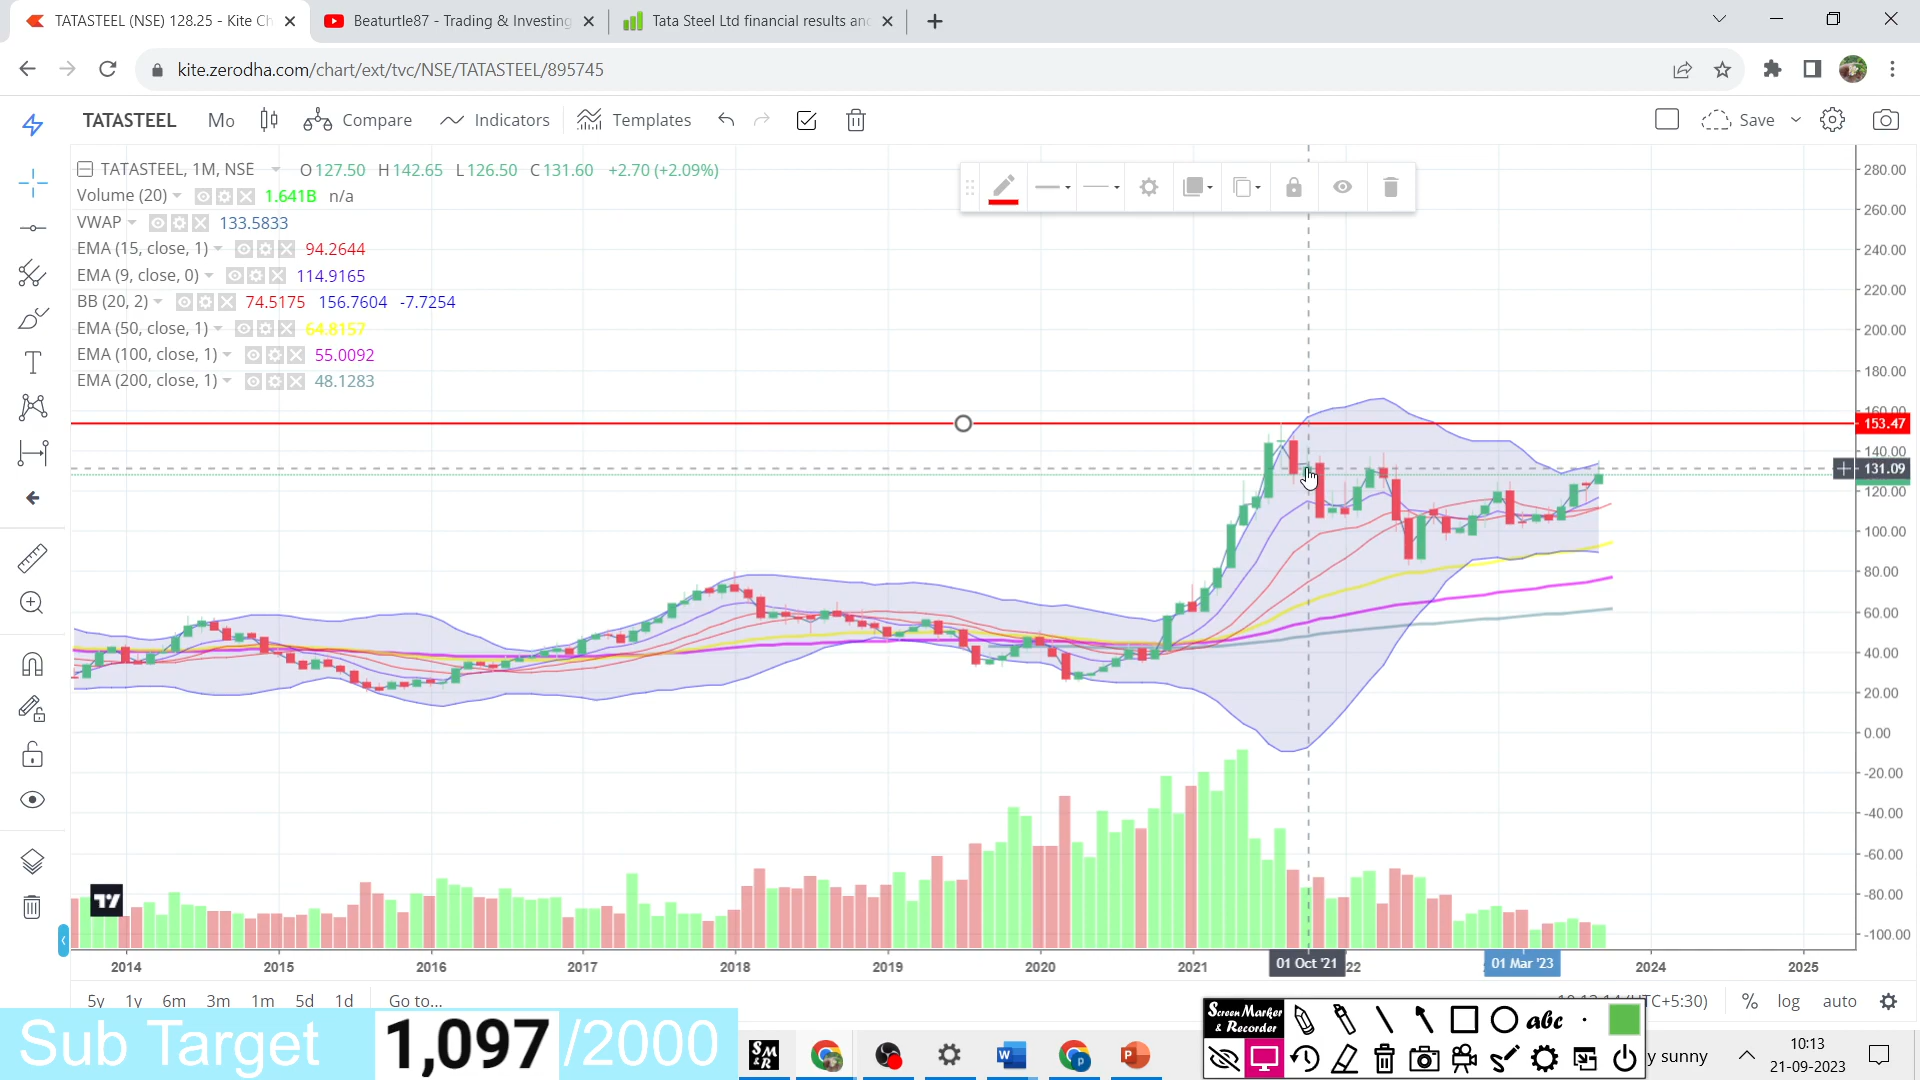 TATASTEEL (NSE) 128.25 - Kite Ch
Beaturtle87 - Trading & Investing
Tata Steel Ltd financial results and
kite.zerodha.com/chart/ext/tvc/NSE/TATASTEEL/895745
TATASTEEL Mo Compare Indicators Templates Save
TATASTEEL, 1M, NSE O127.50 H142.65 L126.50 C131.60 +2.70 (+2.09%)
Volume (20) 1.641B n/a
VWAP 133.5833
EMA (15, close, 1) 94.2644
EMA (9, close, 0) 114.9165
BB (20, 2) 74.5175 156.7604 -7.7254
EMA (50, close, 1) 64.8157
EMA (100, close, 1) 55.0092
EMA (200, close, 1) 48.1283
280.00
260.00
240.00
220.00
200.00
180.00
160.00
153.47
140.00
131.09
120.00
100.00
80.00
60.00
40.00
20.00
0.00
-20.00
-40.00
-60.00
-80.00
-100.00
2014 2015 2016 2017 2018 2019 2020 2021 01 Oct '21 22 01 Mar '23 2024 2025
5y 1y 6m 3m 1m 5d 1d Go to... (UTC+5:30) % log auto
Sub Target 1,097 /2000
SM&R
Screen Marker
& Recorder
abc
y sunny
10:13
21-09-2023